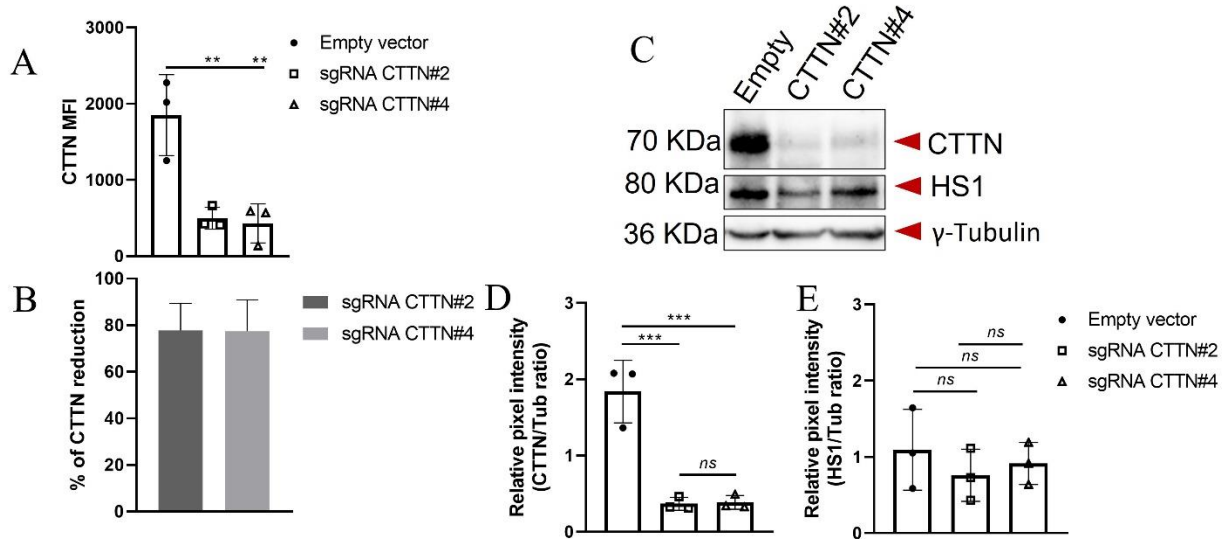 A
CTTN MFI
3000
2000
1000
0
** **
Empty vector
sgRNA CTTN#2
sgRNA CTTN#4
B
% of CTTN reduction
100
80
60
40
20
0
sgRNA CTTN#2
sgRNA CTTN#4
C
Empty
CTTN#2
CTTN#4
70 KDa
CTTN
80 KDa
HS1
36 KDa
γ-Tubulin
D
Relative pixel intensity
(CTTN/Tub ratio)
3
2
1
0
***
***
ns
E
Relative pixel intensity
(HS1/Tub ratio)
3
2
1
0
ns
ns
ns
Empty vector
sgRNA CTTN#2
sgRNA CTTN#4